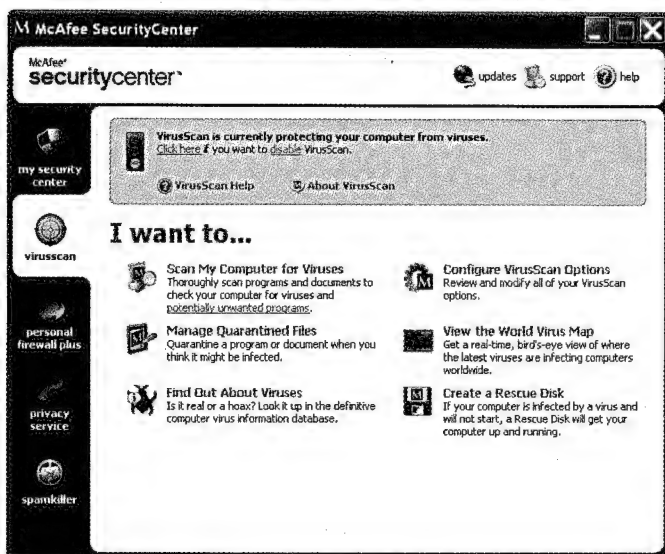 McAfee SecurityCenter
McAfee®
securitycenter™
updates
support
help
my security
center
virusscan
personal
firewall plus
privacy
service
spamkiller
VirusScan is currently protecting your computer from viruses.
Click here if you want to disable VirusScan.
VirusScan Help
About VirusScan
I want to...
Scan My Computer for Viruses
Thoroughly scan programs and documents to
check your computer for viruses and
potentially unwanted programs.
Manage Quarantined Files
Quarantine a program or document when you
think it might be infected.
Find Out About Viruses
Is it real or a hoax? Look it up in the definitive
computer virus information database.
Configure VirusScan Options
Review and modify all of your VirusScan
options.
View the World Virus Map
Get a real-time, bird's-eye view of where
the latest viruses are infecting computers
worldwide.
Create a Rescue Disk
If your computer is infected by a virus and
will not start, a Rescue Disk will get your
computer up and running.